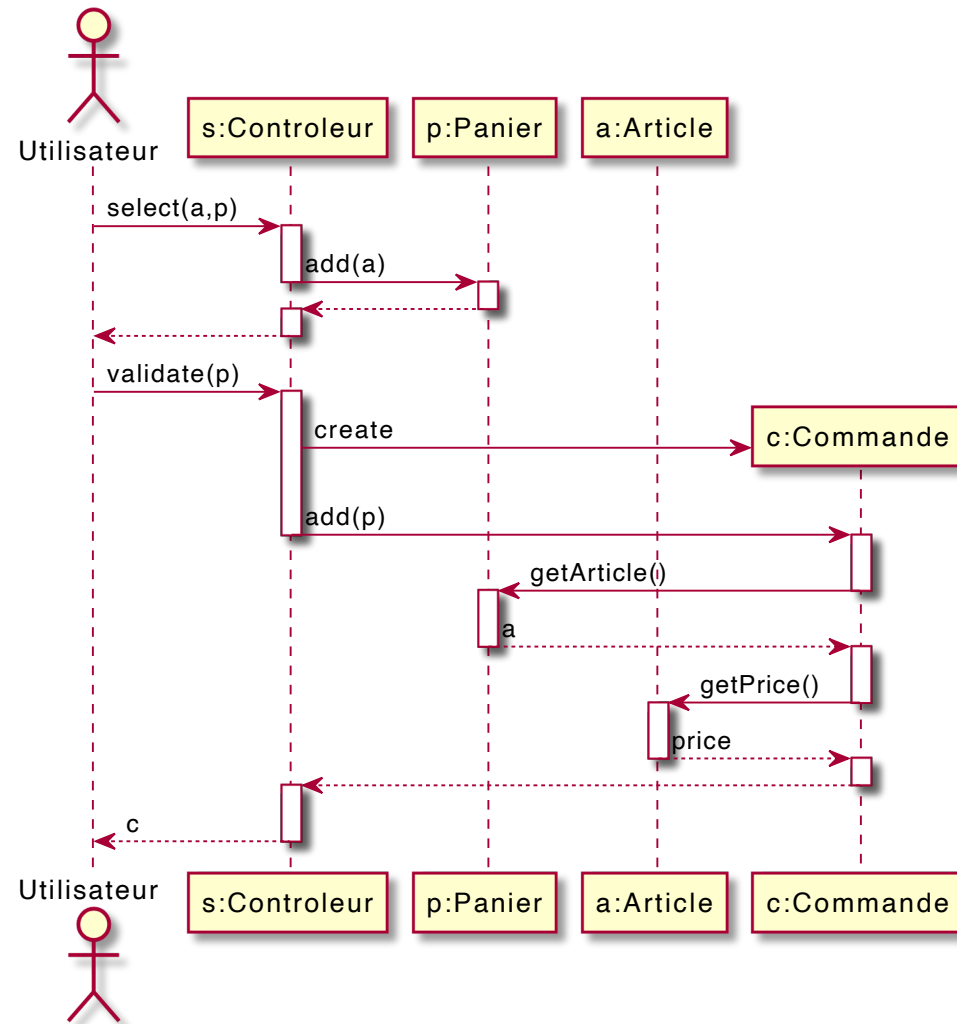 Utilisateur
s:Controleur
p:Panier
a:Article
select(a,p)
add(a)
validate(p)
create
c:Commande
add(p)
getArticle()
a
getPrice()
price
c
Utilisateur
s:Controleur
p:Panier
a:Article
c:Commande